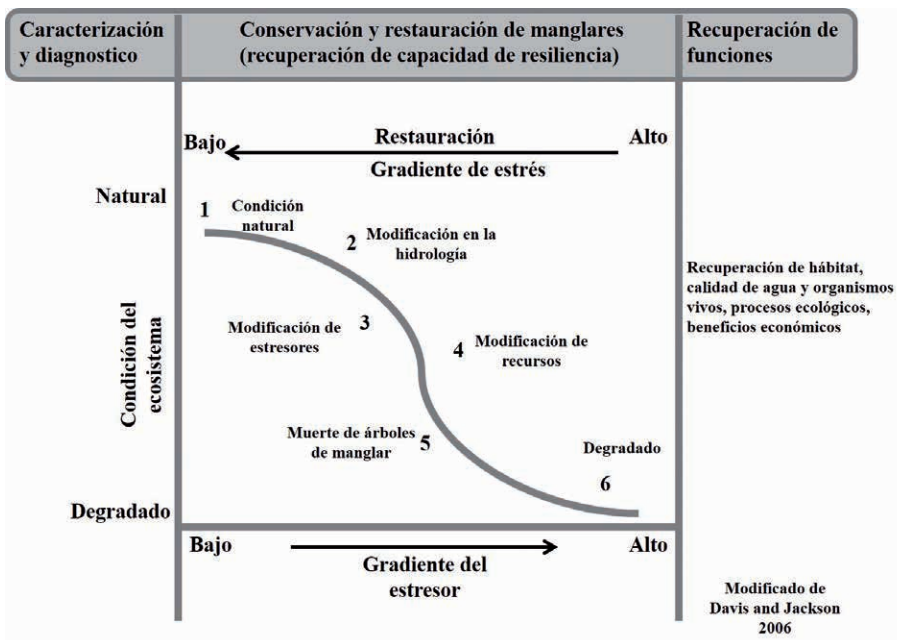 Caracterización
y diagnostico
Conservación y restauración de manglares
(recuperación de capacidad de resiliencia)
Recuperación de
funciones
Bajo
Restauración
Alto
Gradiente de estrés
Natural
1
Condición
natural
2
Modificación en la
hidrología
Modificación de
estresores
3
4
Modificación de
recursos
Condición del
ecosistema
Muerte de árboles
de manglar
5
Degradado
6
Degradado
Bajo
Alto
Gradiente del
estresor
Recuperación de hábitat,
calidad de agua y organismos
vivos, procesos ecológicos,
beneficios económicos
Modificado de
Davis and Jackson
2006